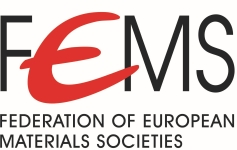 FEMS
FEDERATION OF EUROPEAN
MATERIALS SOCIETIES